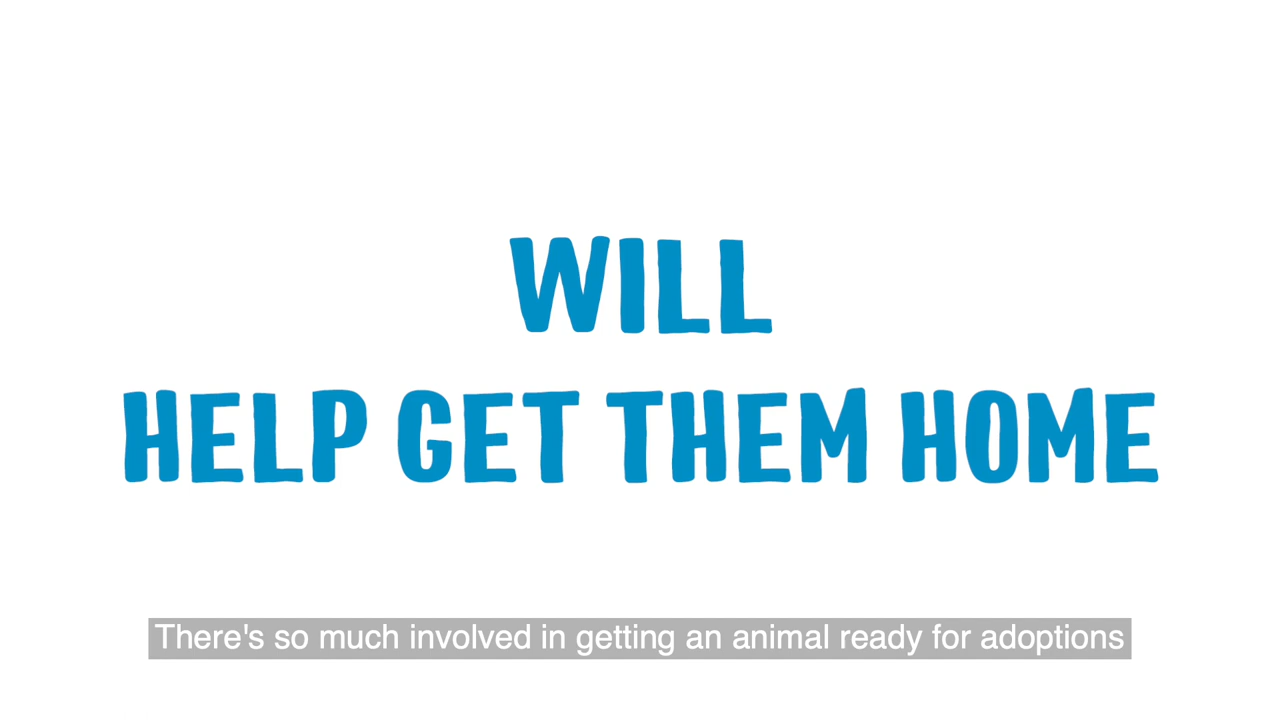 WILL
HELP GET THEM HOME
There's so much involved in getting an animal ready for adoptions